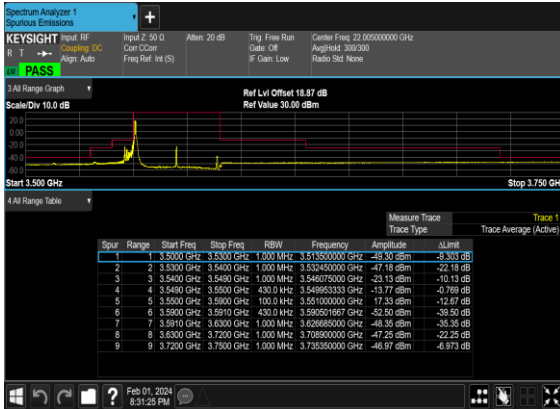 Spectrum Analyzer 1
Spurious Emissions
KEYSIGHT Input: RF Input Z: 50 Ω Atten: 20 dB Trig: Free Run Center Freq: 22.005000000 GHz
R T Coupling: DC Corr CCorr Gate: Off Avg|Hold: 300/300
Align: Auto Freq Ref: Int (S) IF Gain: Low Radio Std: None
PASS
3 All Range Graph Ref Lvl Offset 18.87 dB
Scale/Div 10.0 dB Ref Value 30.00 dBm
20.0
0.00
-20.0
-40.0
-60.0
Start 3.500 GHz Stop 3.750 GH
4 All Range Table
Measure Trace Trace 1
Trace Type Trace Average (Active)
Spur Range Start Freq Stop Freq RBW Frequency Amplitude ΔLimit
1 1 3.5000 GHz 3.5300 GHz 1.000 MHz 3.513500000 GHz -49.30 dBm -9.303 dB
2 2 3.5300 GHz 3.5400 GHz 1.000 MHz 3.532450000 GHz -47.18 dBm -22.18 dB
3 3 3.5400 GHz 3.5490 GHz 1.000 MHz 3.546075000 GHz -23.13 dBm -10.13 dB
4 4 3.5490 GHz 3.5500 GHz 430.0 kHz 3.549953333 GHz -13.77 dBm -0.769 dB
5 5 3.5500 GHz 3.5900 GHz 100.0 kHz 3.551000000 GHz 17.33 dBm -12.67 dB
6 6 3.5900 GHz 3.5910 GHz 430.0 kHz 3.590501667 GHz -52.50 dBm -39.50 dB
7 7 3.5910 GHz 3.6300 GHz 1.000 MHz 3.626685000 GHz -48.35 dBm -35.35 dB
8 8 3.6300 GHz 3.7200 GHz 1.000 MHz 3.708900000 GHz -47.25 dBm -22.25 dB
9 9 3.7200 GHz 3.7500 GHz 1.000 MHz 3.735350000 GHz -46.97 dBm -6.973 dB
Feb 01, 2024
8:31:25 PM